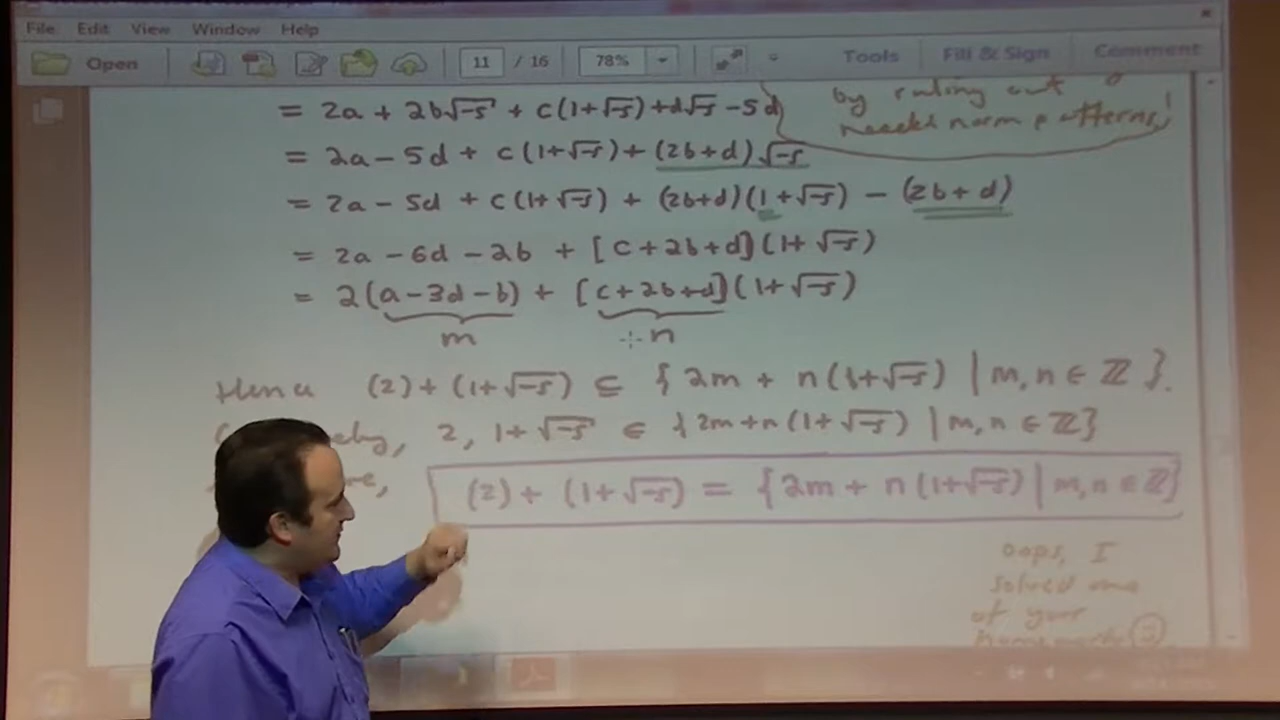 File Edit View Window Help
Open 11 / 16 78% Tools Fill & Sign Comment
by ruling out
needed norm patterns!
= 2a + 2b√-5 + c(1+√-5) + d√-5 - 5d
= 2a - 5d + c(1+√-5) + (2b+d)√-5
= 2a - 5d + c(1+√-5) + (2b+d)(1+√-5) - (2b+d)
= 2a - 6d - 2b + [c+2b+d](1+√-5)
= 2(a-3d-b) + [c+2b+d](1+√-5)
m n
Hence (2) + (1+√-5) ⊆ { 2m + n(1+√-5) | m,n ∈ ℤ }.
2, 1+√-5 ∈ {2m+n(1+√-5) | m,n ∈ ℤ}
(2) + (1+√-5) = {2m + n(1+√-5) | m,n ∈ ℤ}
Oops, I
solved one
of your